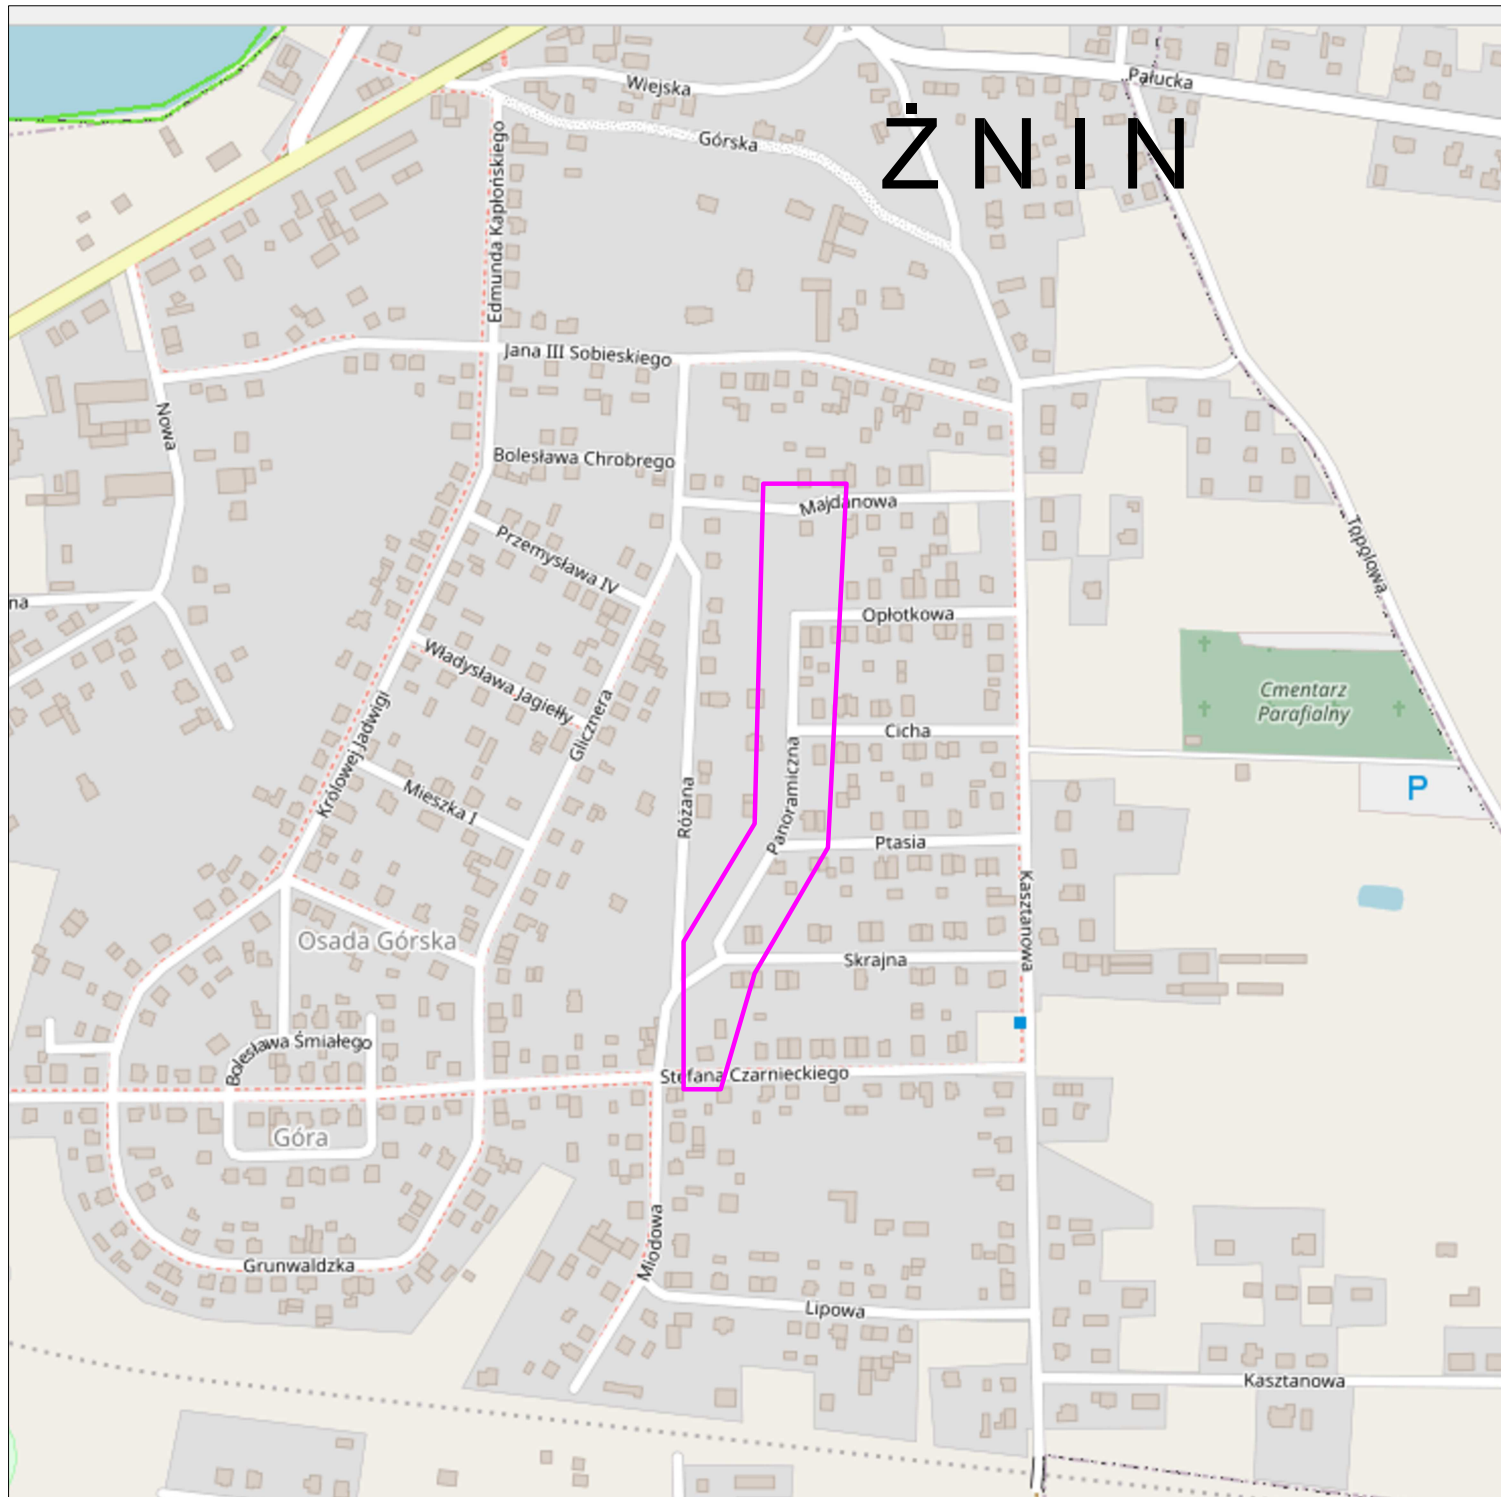 Wiejska
Pałucka
Górska
ŻNIN
Edmunda Kapłońskiego
Jana III Sobieskiego
Nowa
Bolesława Chrobrego
Majdanowa
Topolowa
Przemysława IV
na
Opłotkowa
Władysława Jagiełły
Cmentarz
Parafialny
Glicznera
Cicha
Królowej Jadwigi
Panoramiczna
P
Mieszka I
Różana
Ptasia
Kasztanowa
Osada Górska
Skrajna
Bolesława Śmiałego
Stefana Czarnieckiego
Góra
Miodowa
Grunwaldzka
Lipowa
Kasztanowa